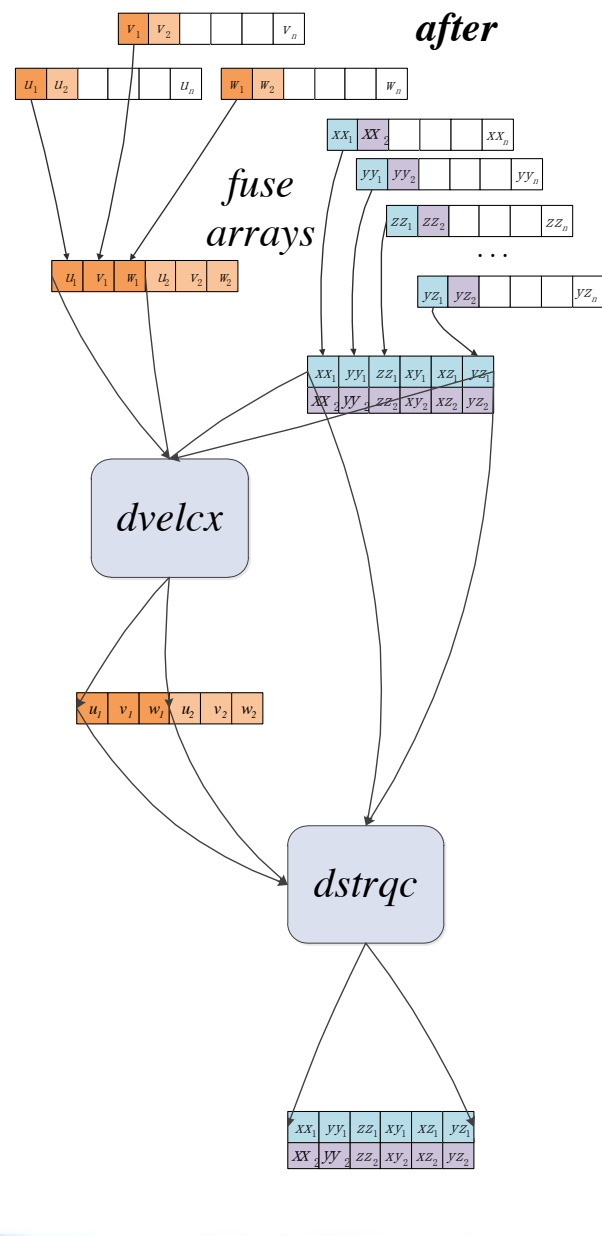 after
v₁ v₂ vₙ
u₁ u₂ uₙ
w₁ w₂ wₙ
xx₁ xx₂ xxₙ
yy₁ yy₂ yyₙ
zz₁ zz₂ zzₙ
...
yz₁ yz₂ yzₙ
fuse
arrays
u₁ v₁ w₁ u₂ v₂ w₂
xx₁ yy₁ zz₁ xy₁ xz₁ yz₁
xx₂ yy₂ zz₂ xy₂ xz₂ yz₂
dvelcx
u₁ v₁ w₁ u₂ v₂ w₂
dstrqc
xx₁ yy₁ zz₁ xy₁ xz₁ yz₁
xx₂ yy₂ zz₂ xy₂ xz₂ yz₂